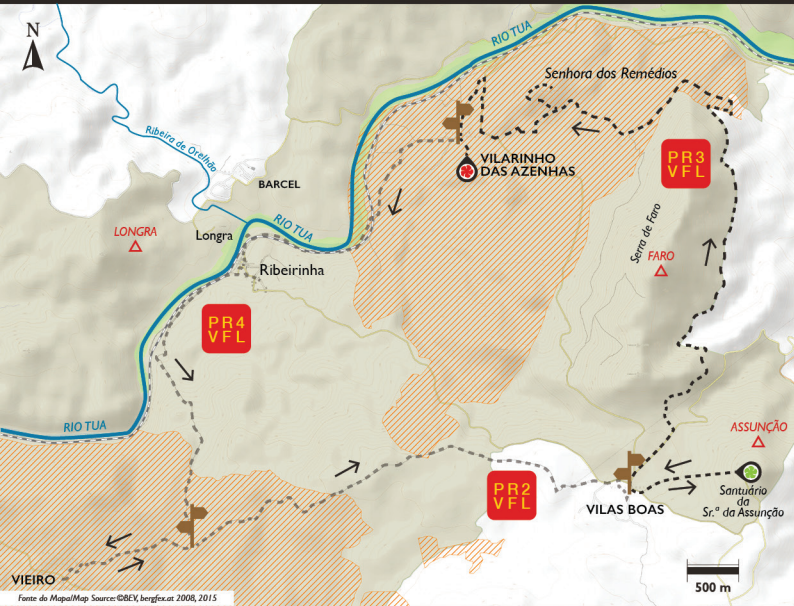 N
RIO TUA
Senhora dos Remédios
Ribeira de Orelhão
PR3
VFL
VILARINHO
DAS AZENHAS
BARCEL
LONGRA
Longra
RIO TUA
Serra de Faro
FARO
Ribeirinha
PR4
VFL
RIO TUA
ASSUNÇÃO
PR2
VFL
VILAS BOAS
Santuário
da
Sr.ª da Assunção
VIEIRO
500 m
Fonte do Mapa/Map Source: ©BEV, bergfex.at 2008, 2015